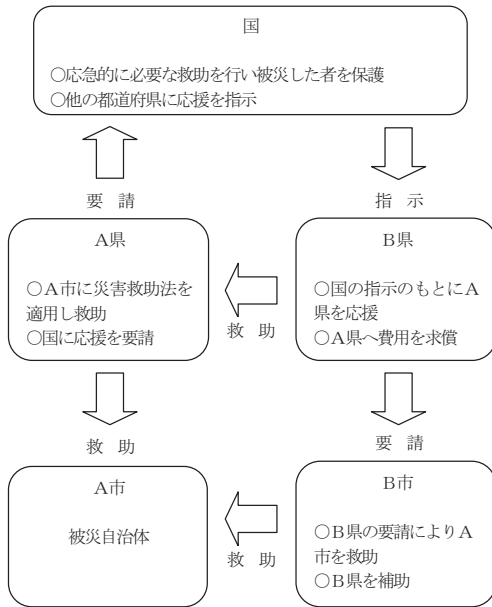 国
○応急的に必要な救助を行い被災した者を保護
○他の都道府県に応援を指示
要 請
指 示
A県
○A市に災害救助法を
適用し救助
○国に応援を要請
救 助
B県
○国の指示のもとにA
県を応援
○A県へ費用を求償
救 助
要 請
A市
被災自治体
救 助
B市
○B県の要請によりA
市を救助
○B県を補助